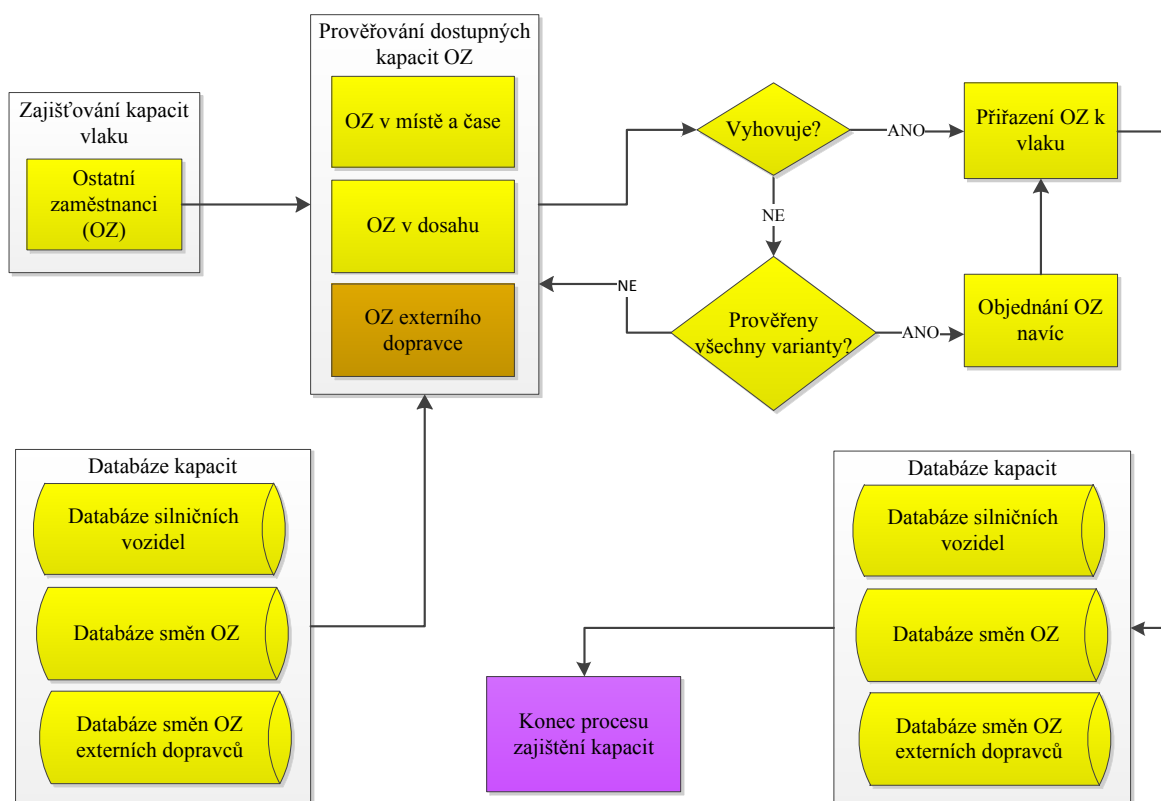 Zajišťování kapacit
vlaku
Ostatní
zaměstnanci
(OZ)
Prověřování dostupných
kapacit OZ
OZ v místě a čase
OZ v dosahu
OZ externího
dopravce
Vyhovuje?
ANO
Přiřazení OZ k
vlaku
NE
Prověřeny
všechny varianty?
NE
ANO
Objednání OZ
navíc
Databáze kapacit
Databáze silničních
vozidel
Databáze směn OZ
Databáze směn OZ
externích dopravců
Konec procesu
zajištění kapacit
Databáze kapacit
Databáze silničních
vozidel
Databáze směn OZ
Databáze směn OZ
externích dopravců